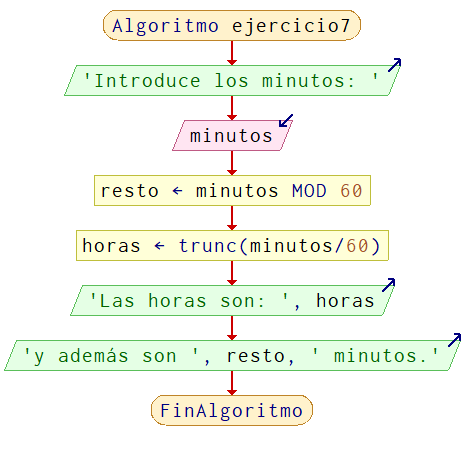 Algoritmo ejercicio7
'Introduce los minutos: '
minutos
resto ← minutos MOD 60
horas ← trunc(minutos/60)
'Las horas son: ', horas
'y además son ', resto, ' minutos.'
FinAlgoritmo